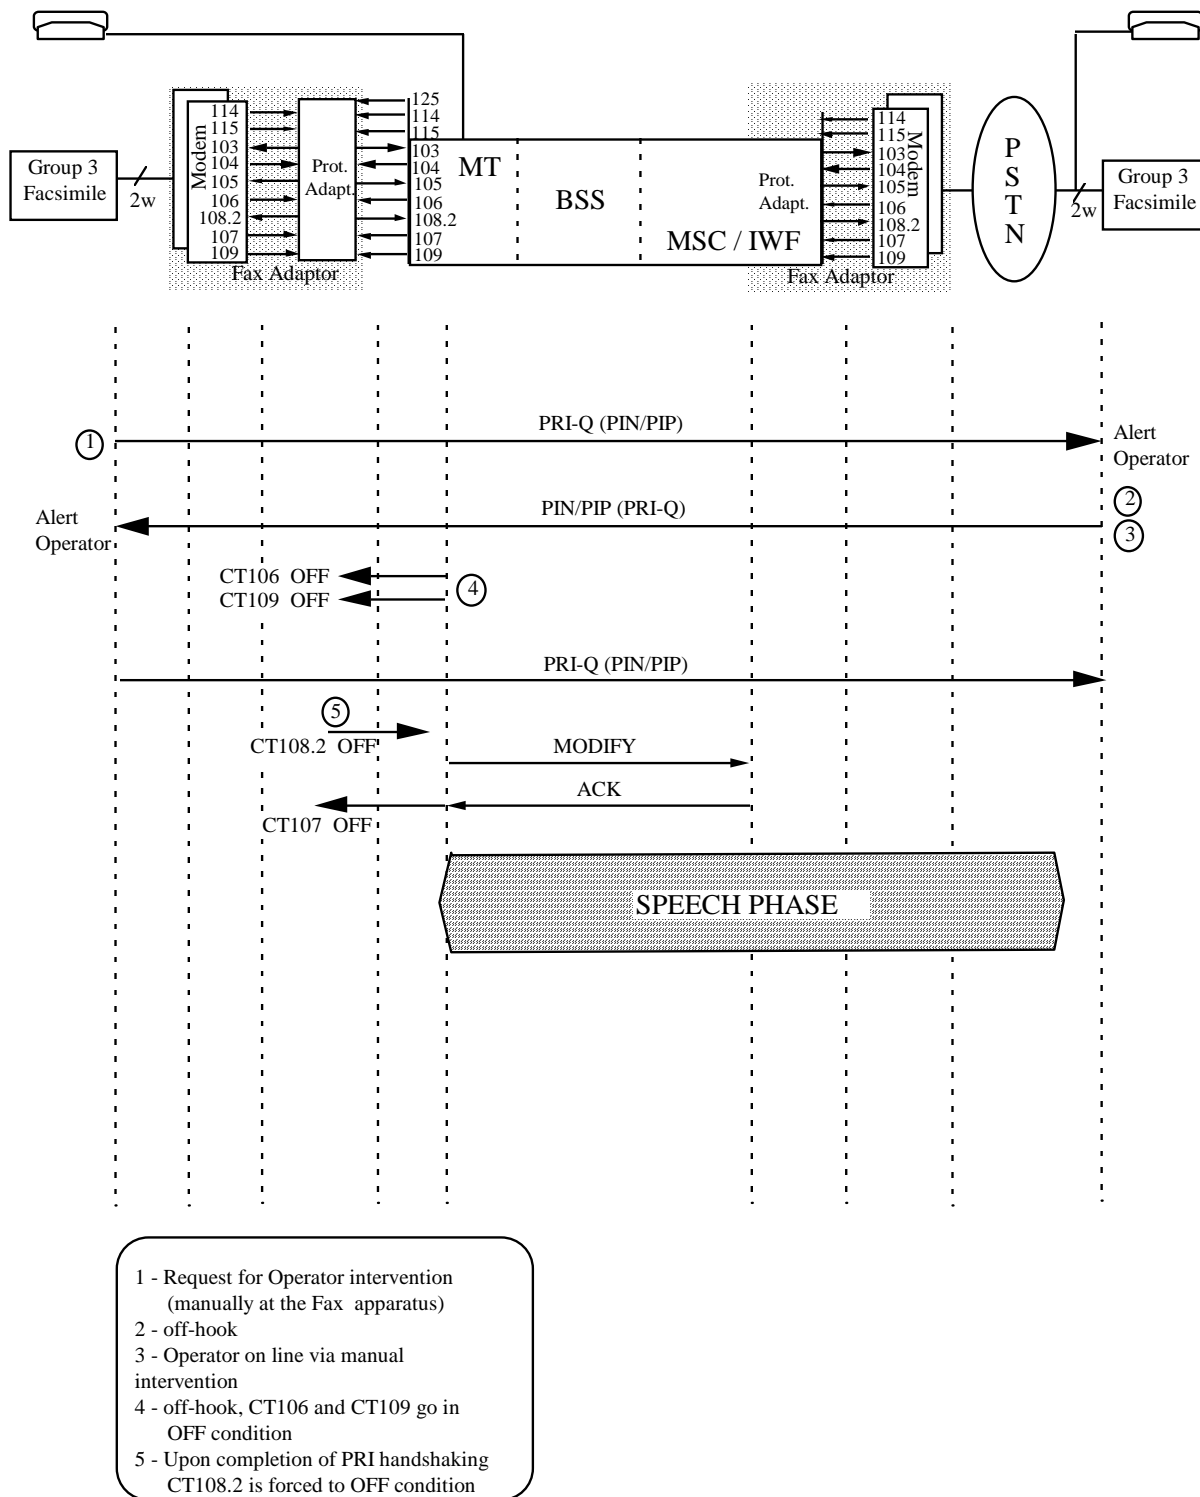 125
114
114
114
115
115
115
103
103
103
104
104
104
105
105
105
106
106
106
108.2
108.2
108.2
107
107
107
109
109
109
Modem
Prot.
Adapt.
MT
BSS
MSC / IWF
Prot.
Adapt.
Modem
P
S
T
N
Group 3
Facsimile
2w
2w
Group 3
Facsimile
Fax Adaptor
Fax Adaptor
1
PRI-Q (PIN/PIP)
Alert
Operator
2
Alert
Operator
PIN/PIP (PRI-Q)
3
CT106 OFF
CT109 OFF
4
PRI-Q (PIN/PIP)
5
CT108.2 OFF
MODIFY
ACK
CT107 OFF
SPEECH PHASE
1 - Request for Operator intervention
(manually at the Fax apparatus)
2 - off-hook
3 - Operator on line via manual
intervention
4 - off-hook, CT106 and CT109 go in
OFF condition
5 - Upon completion of PRI handshaking
CT108.2 is forced to OFF condition